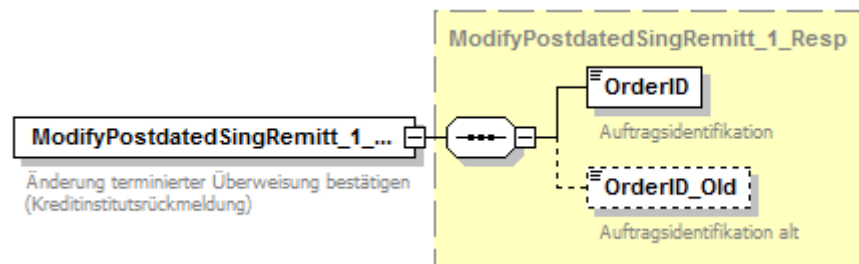 ModifyPostdatedSingRemitt_1_Resp
OrderID
Auftragsidentifikation
ModifyPostdatedSingRemitt_1_...
Änderung terminierter Überweisung bestätigen
(Kreditinstitutsrückmeldung)
OrderID_Old
Auftragsidentifikation alt